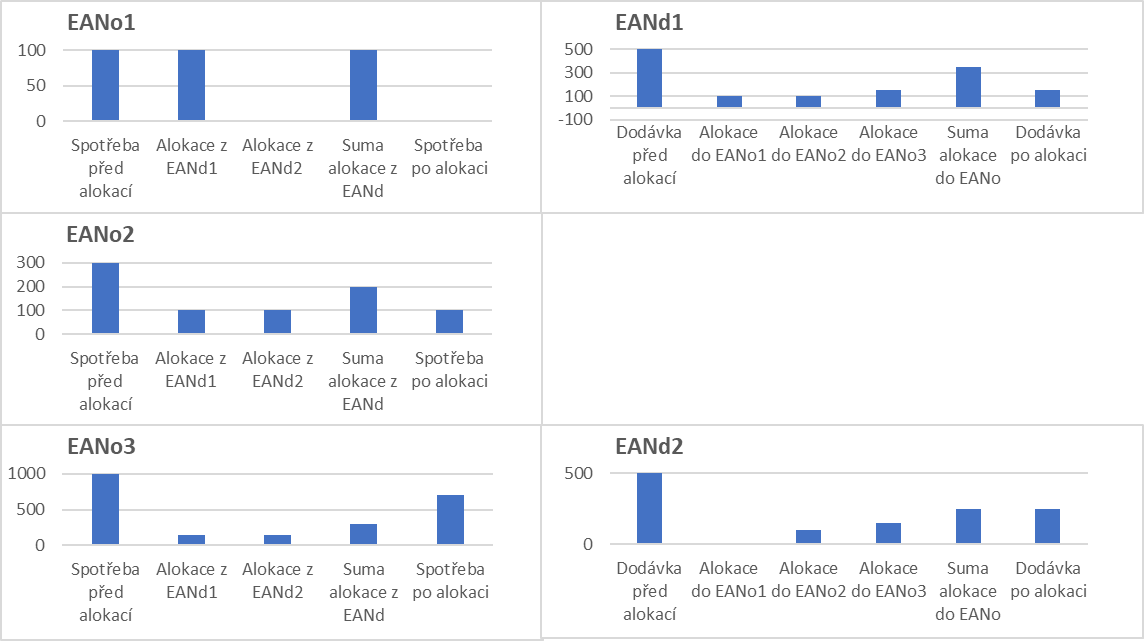 EANo1
100
50
0
Spotřeba
před
alokací
Alokace z
EANd1
Alokace z
EANd2
Suma
alokace z
EANd
Spotřeba
po alokaci
EANd1
500
300
100
-100
Dodávka
před
alokací
Alokace
do EANo1
Alokace
do EANo2
Alokace
do EANo3
Suma
alokace
do EANo
Dodávka
po alokaci
EANo2
300
200
100
0
Spotřeba
před
alokací
Alokace z
EANd1
Alokace z
EANd2
Suma
alokace z
EANd
Spotřeba
po alokaci
EANo3
1000
500
0
Spotřeba
před
alokací
Alokace z
EANd1
Alokace z
EANd2
Suma
alokace z
EANd
Spotřeba
po alokaci
EANd2
500
0
Dodávka
před
alokací
Alokace
do EANo1
Alokace
do EANo2
Alokace
do EANo3
Suma
alokace
do EANo
Dodávka
po alokaci